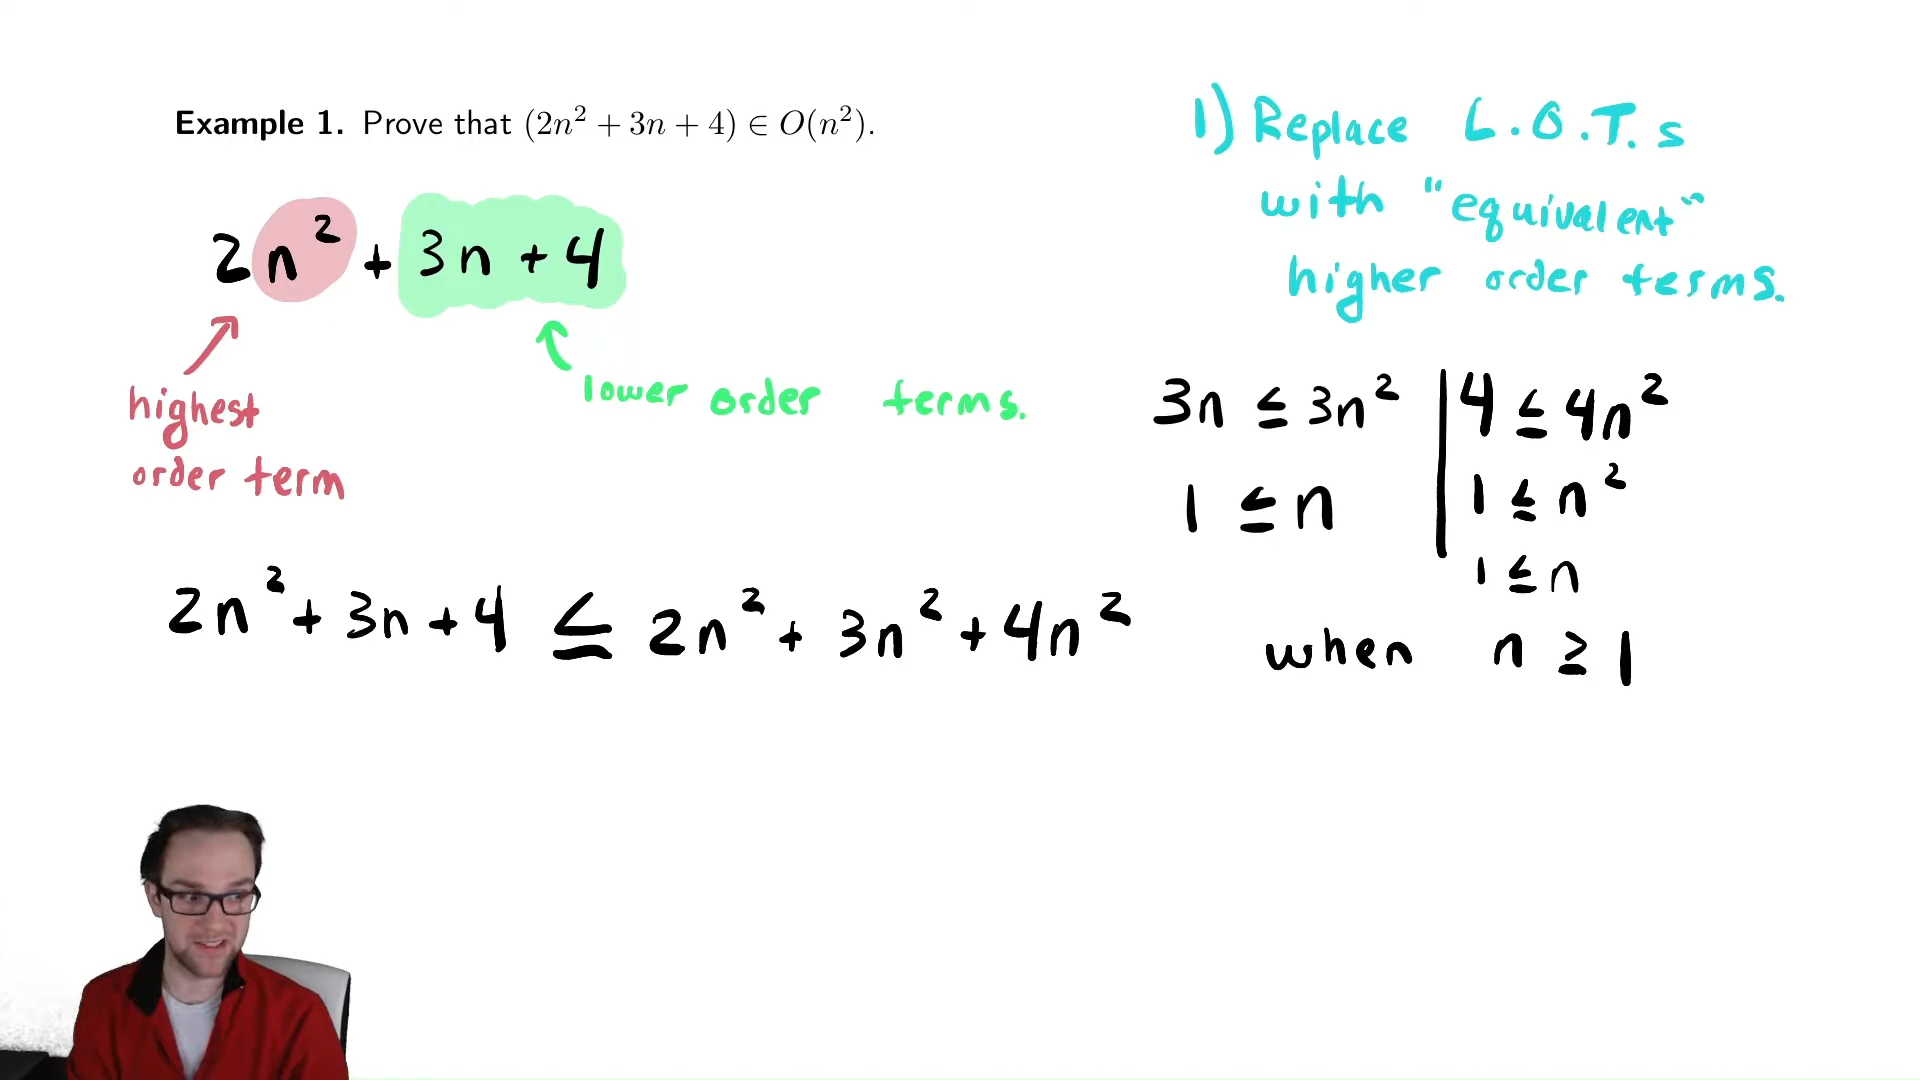 Example 1. Prove that (2n² + 3n + 4) ∈ O(n²).
2n² + 3n + 4
highest
order term
lower order terms.
1) Replace L.O.T.s
with "equivalent"
higher order terms.
3n ≤ 3n² | 4 ≤ 4n²
1 ≤ n | 1 ≤ n²
1 ≤ n
2n² + 3n + 4 ≤ 2n² + 3n² + 4n²
when n ≥ 1